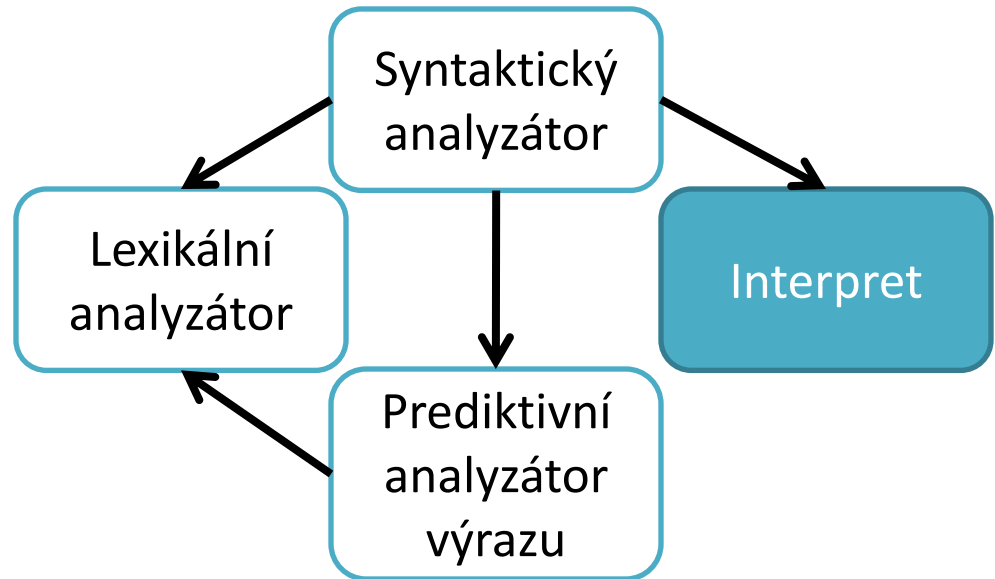 Syntaktický
analyzátor
Lexikální
analyzátor
Interpret
Prediktivní
analyzátor
výrazu